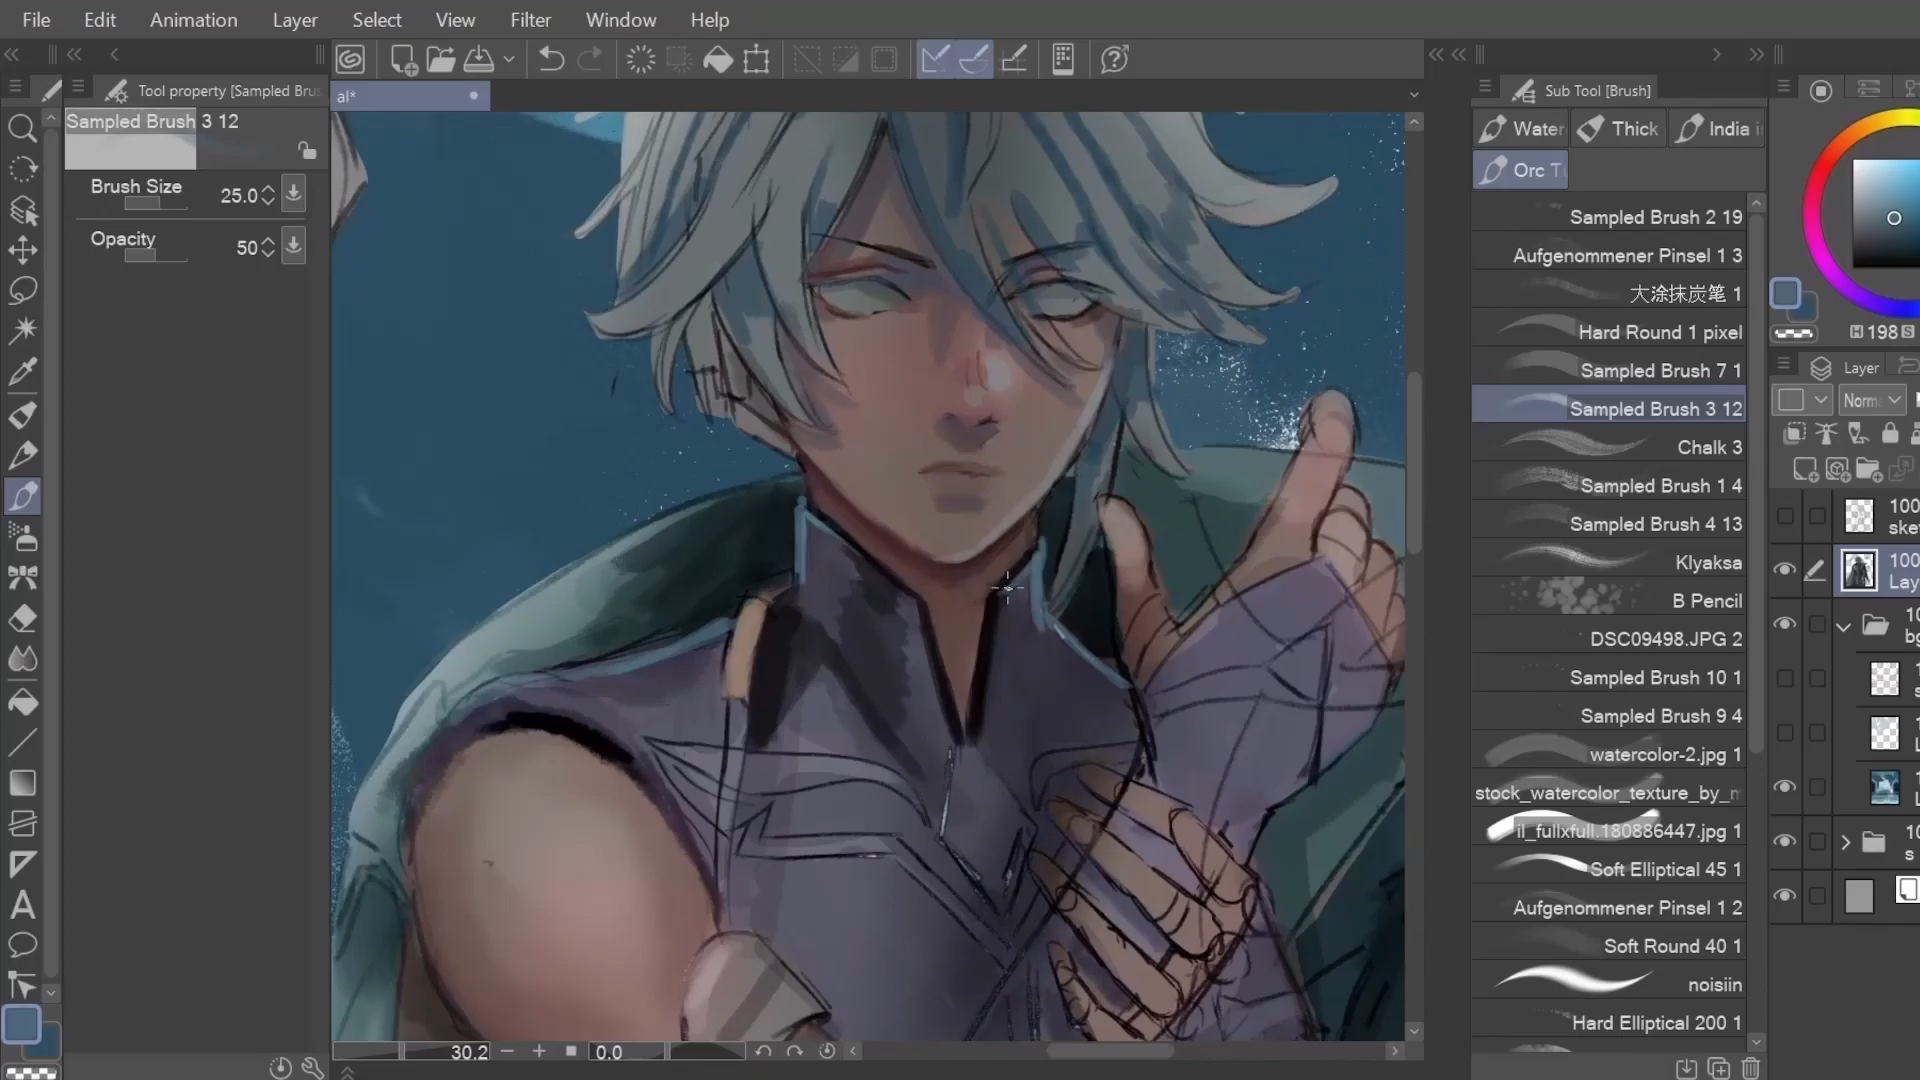 File Edit Animation Layer Select View Filter Window Help
Tool property [Sampled Brus
Sampled Brush 3 12
Brush Size 25.0
Opacity 50
al*
30.2
0.0
Sub Tool [Brush]
Water
Thick
India i
Orc T
Sampled Brush 2 19
Aufgenommener Pinsel 1 3
大涂抹炭笔 1
Hard Round 1 pixel
Sampled Brush 7 1
Sampled Brush 3 12
Chalk 3
Sampled Brush 1 4
Sampled Brush 4 13
Klyaksa
B Pencil
DSC09498.JPG 2
Sampled Brush 10 1
Sampled Brush 9 4
watercolor-2.jpg 1
stock_watercolor_texture_by_m
il_fullxfull.180886447.jpg 1
Soft Elliptical 45 1
Aufgenommener Pinsel 1 2
Soft Round 40 1
noisiin
Hard Elliptical 200 1
H 198 S
Layer
Norm
100
sket
100
Lay
10
bg
10
s